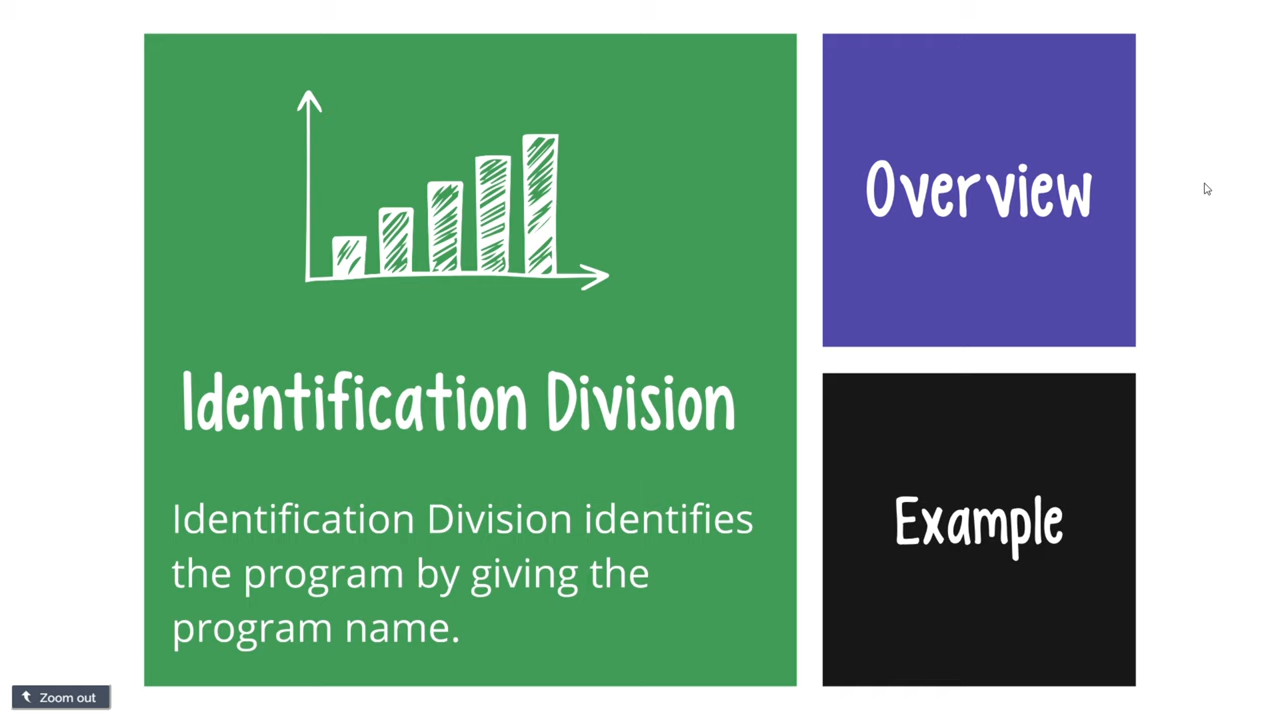 Identification Division
Identification Division identifies
the program by giving the
program name.
Overview
Example
Zoom out